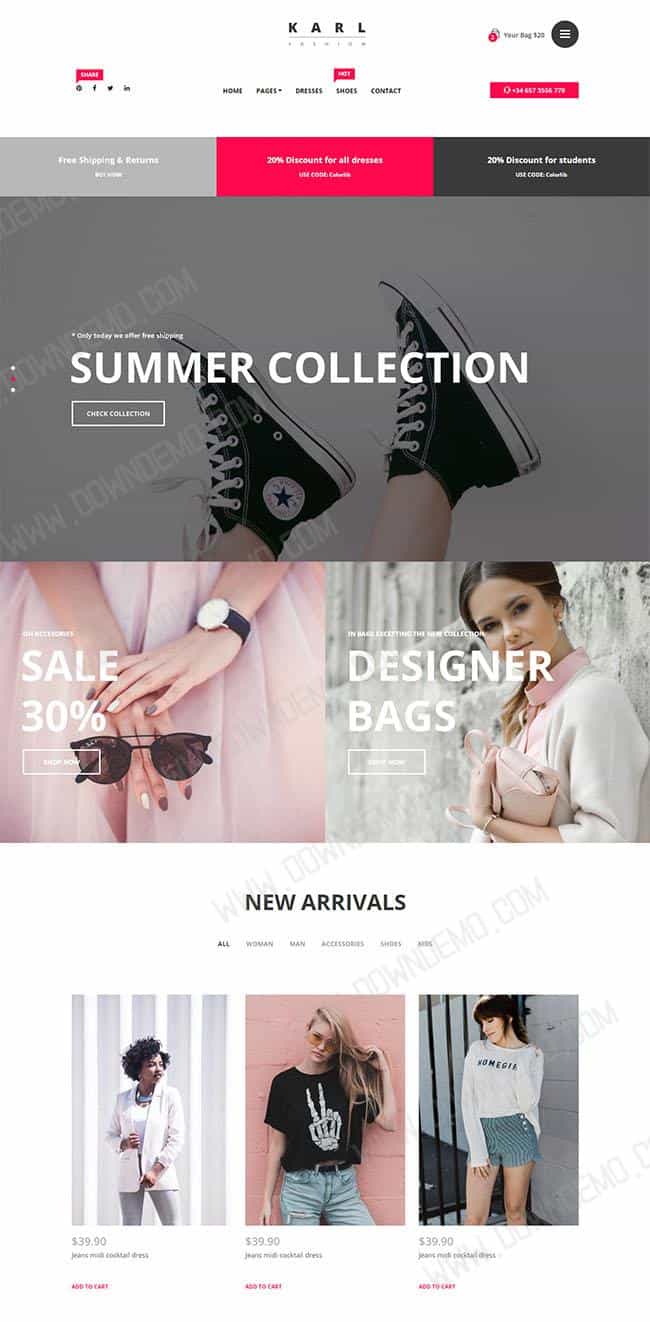 KARL
FASHION
2
Your Bag $20
SHARE
HOT
HOME PAGES DRESSES SHOES CONTACT
+34 657 3556 778
Free Shipping & Returns
BUY NOW
20% Discount for all dresses
USE CODE: Colorlib
20% Discount for students
USE CODE: Colorlib
* Only today we offer free shipping
SUMMER COLLECTION
CHECK COLLECTION
ON ACCESORIES
SALE
30%
SHOP NOW
IN BAGS EXCEPTING THE NEW COLLECTION
DESIGNER
BAGS
SHOP NOW
NEW ARRIVALS
ALL WOMAN MAN ACCESSORIES SHOES KIDS
HOMEGIR
$39.90
Jeans midi cocktail dress
ADD TO CART
$39.90
Jeans midi cocktail dress
ADD TO CART
$39.90
Jeans midi cocktail dress
ADD TO CART
WWW.DOWNDEMO.COM